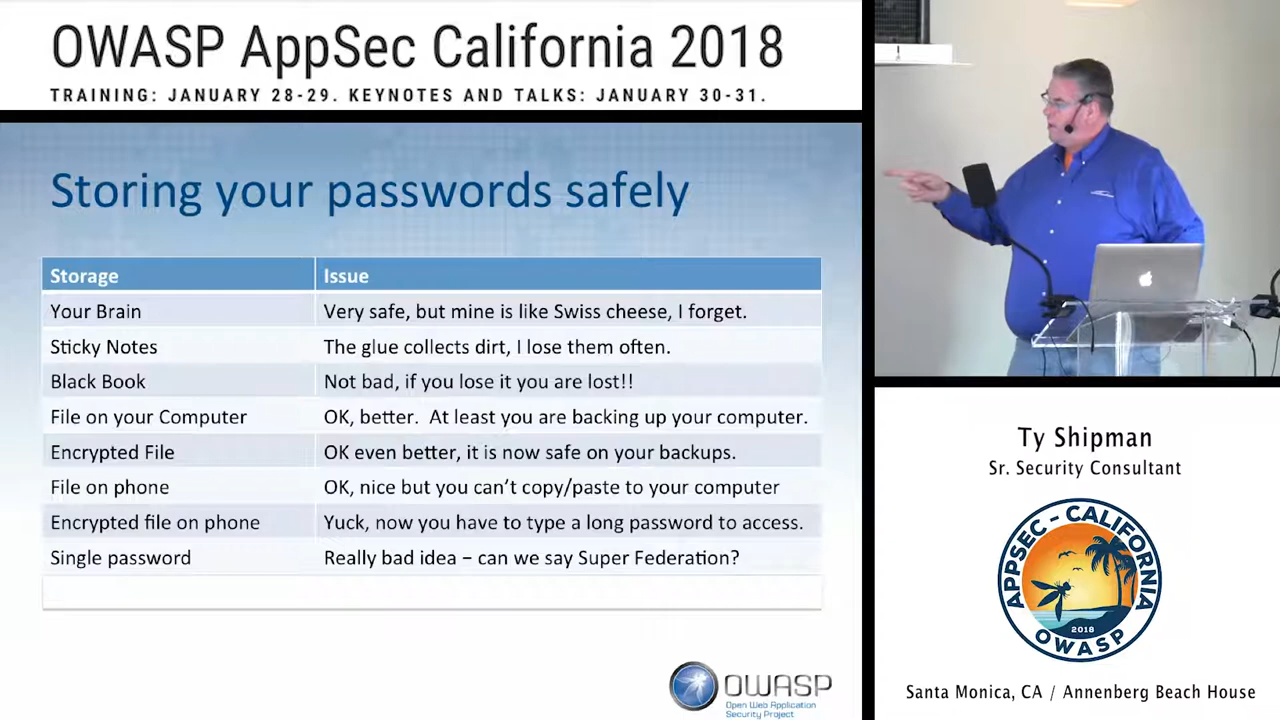 OWASP AppSec California 2018
TRAINING: JANUARY 28-29. KEYNOTES AND TALKS: JANUARY 30-31.
Storing your passwords safely
Storage Issue
Your Brain Very safe, but mine is like Swiss cheese, I forget.
Sticky Notes The glue collects dirt, I lose them often.
Black Book Not bad, if you lose it you are lost!!
File on your Computer OK, better. At least you are backing up your computer.
Encrypted File OK even better, it is now safe on your backups.
File on phone OK, nice but you can't copy/paste to your computer
Encrypted file on phone Yuck, now you have to type a long password to access.
Single password Really bad idea – can we say Super Federation?
OWASP
Open Web Application
Security Project
Ty Shipman
Sr. Security Consultant
APPSEC - CALIFORNIA
2018
OWASP
Santa Monica, CA / Annenberg Beach House